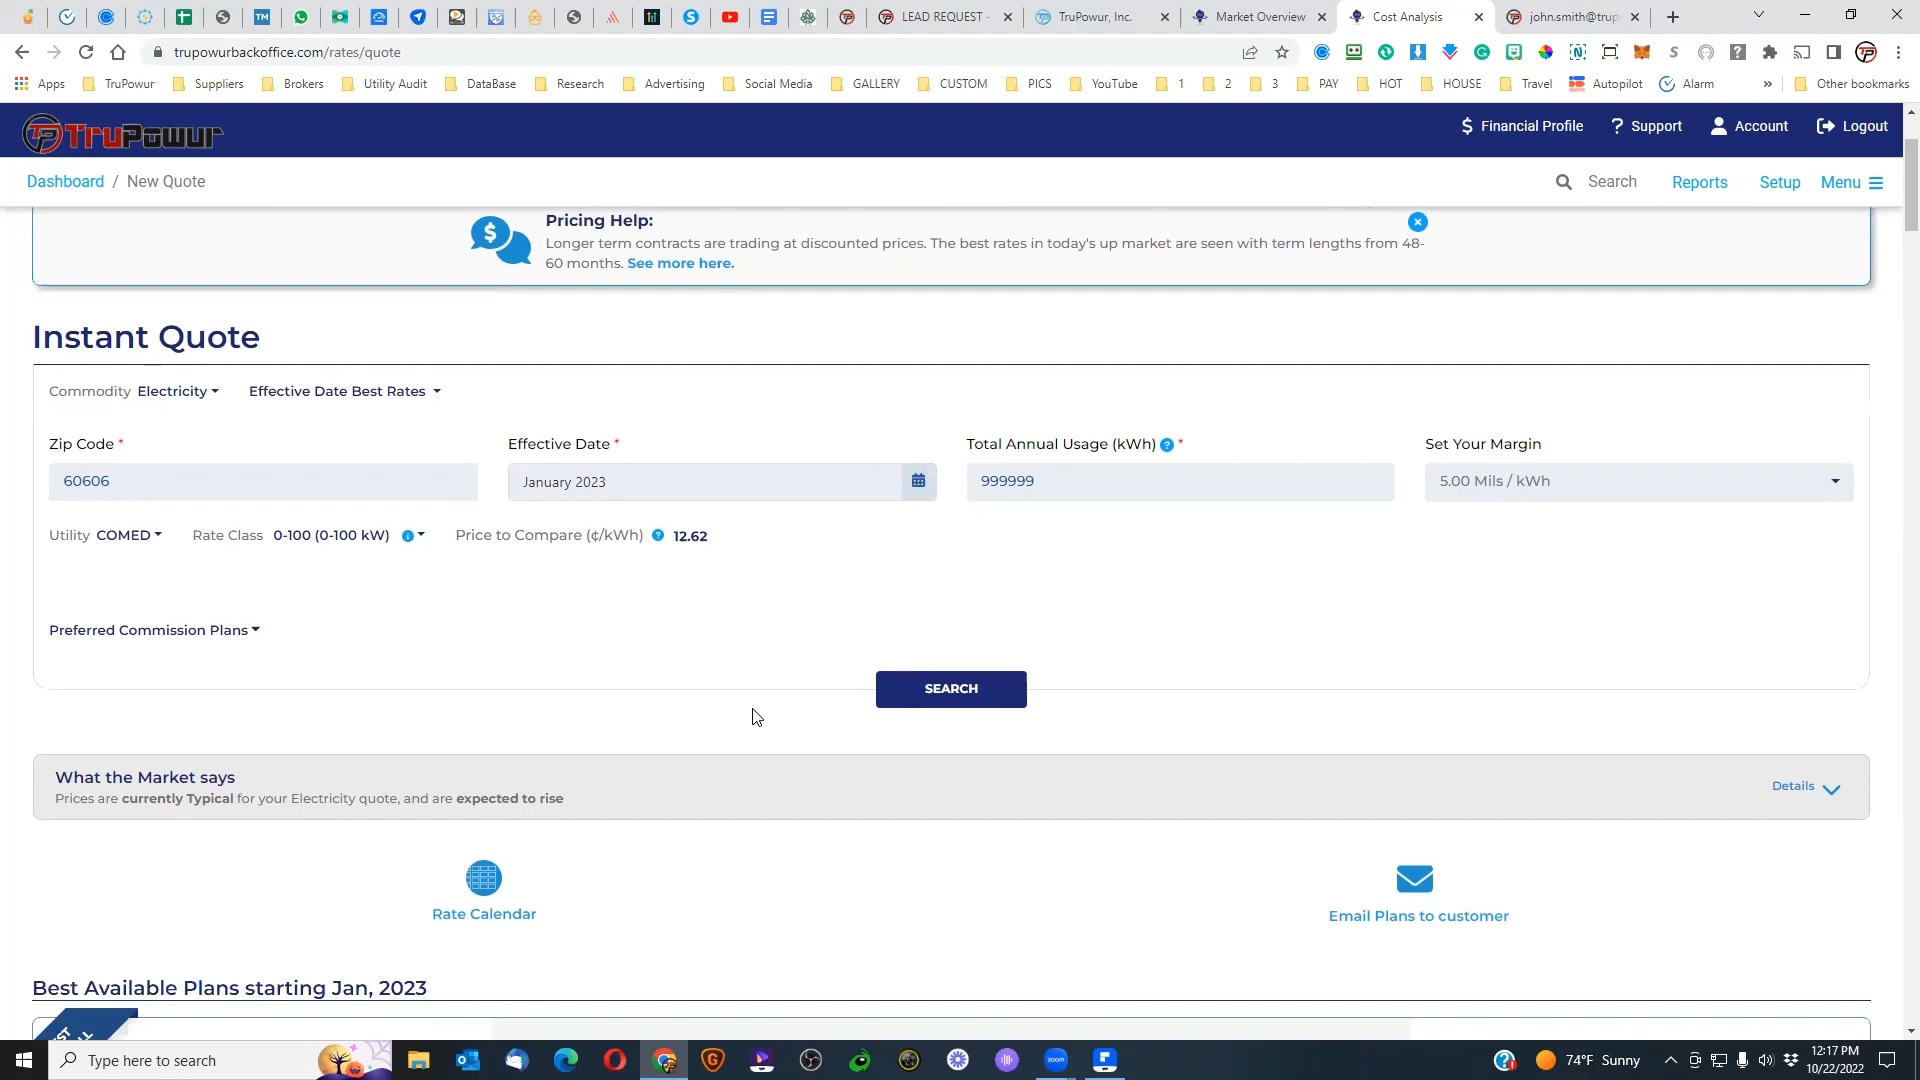 LEAD REQUEST -
TruPowur, Inc.
Market Overview
Cost Analysis
john.smith@trup
trupowurbackoffice.com/rates/quote
Apps
TruPowur
Suppliers
Brokers
Utility Audit
DataBase
Research
Advertising
Social Media
GALLERY
CUSTOM
PICS
YouTube
1
2
3
PAY
HOT
HOUSE
Travel
Autopilot
Alarm
»
Other bookmarks
TruPowur
$ Financial Profile
? Support
Account
Logout
Dashboard / New Quote
Search
Reports
Setup
Menu
Pricing Help:
Longer term contracts are trading at discounted prices. The best rates in today's up market are seen with term lengths from 48-
60 months. See more here.
Instant Quote
Commodity Electricity
Effective Date Best Rates
Zip Code *
Effective Date *
Total Annual Usage (kWh) ? *
Set Your Margin
60606
January 2023
999999
5.00 Mils / kWh
Utility COMED
Rate Class 0-100 (0-100 kW)
Price to Compare (¢/kWh) ? 12.62
Preferred Commission Plans
SEARCH
What the Market says
Prices are currently Typical for your Electricity quote, and are expected to rise
Details
Rate Calendar
Email Plans to customer
Best Available Plans starting Jan, 2023
Type here to search
zoom
74°F Sunny
12:17 PM
10/22/2022